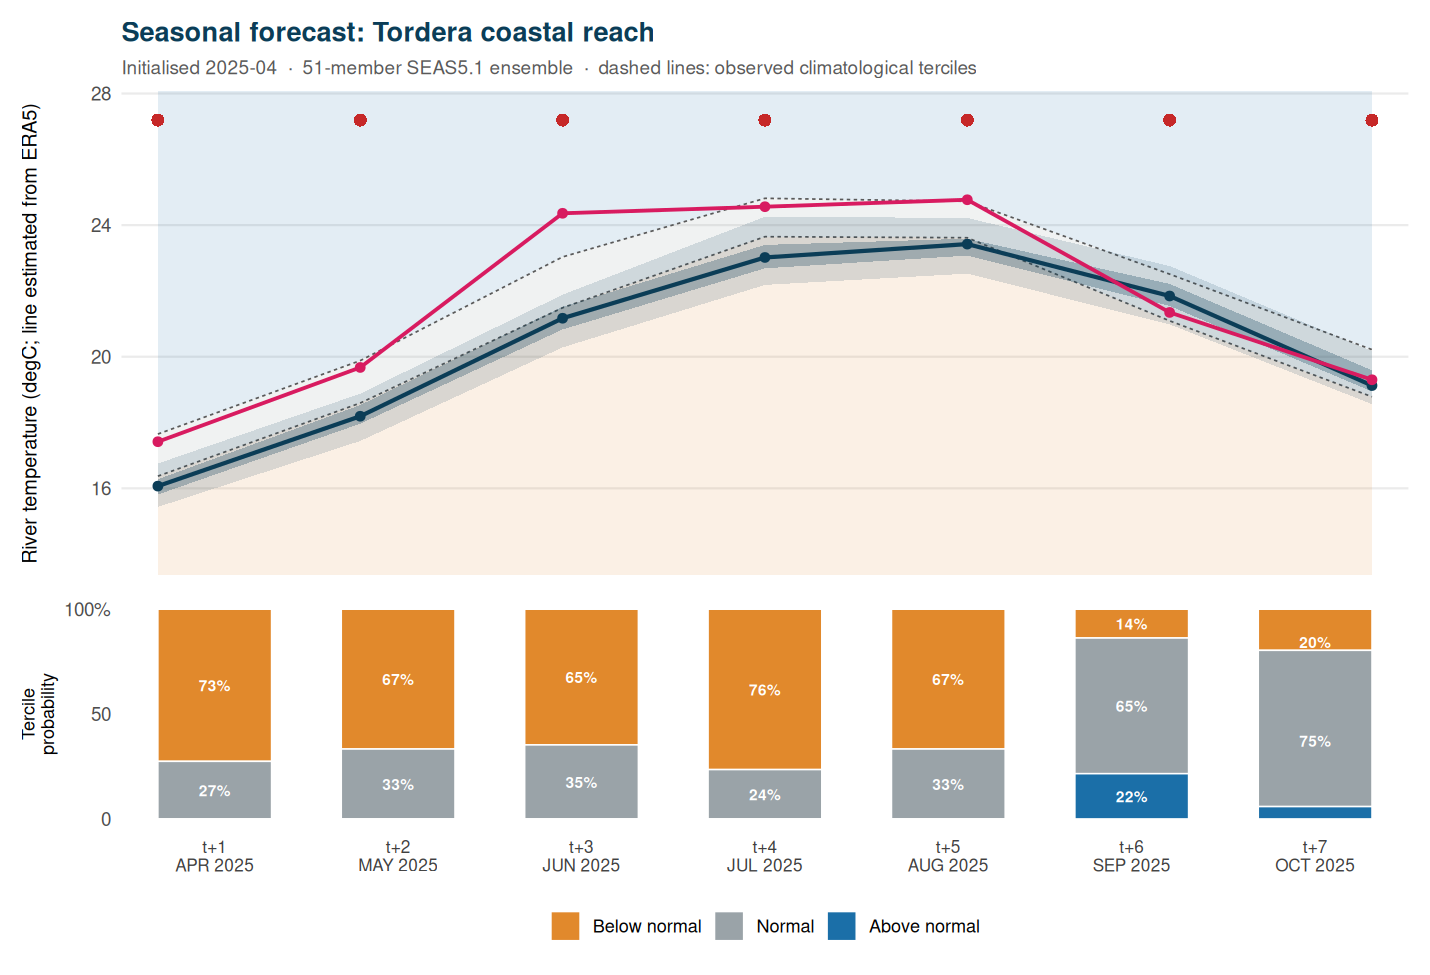 Seasonal forecast: Tordera coastal reach
Initialised 2025-04 · 51-member SEAS5.1 ensemble · dashed lines: observed climatological terciles
River temperature (degC; line estimated from ERA5)
28
24
20
16
Tercile
probability
100%
50
0
73%
67%
65%
76%
67%
14%
20%
27%
33%
35%
24%
33%
65%
75%
22%
t+1
APR 2025
t+2
MAY 2025
t+3
JUN 2025
t+4
JUL 2025
t+5
AUG 2025
t+6
SEP 2025
t+7
OCT 2025
Below normal
Normal
Above normal